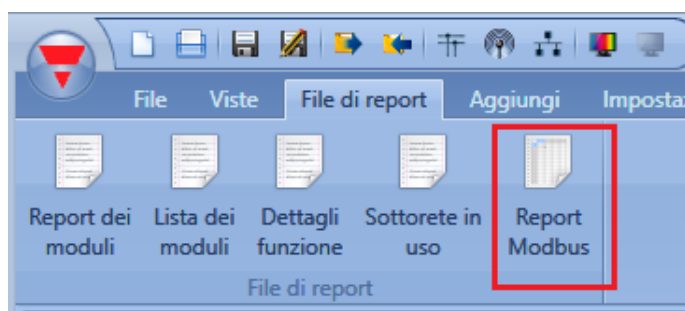 File Viste File di report Aggiungi Imposta
Report dei Lista dei Dettagli Sottorete in Report
moduli moduli funzione uso Modbus
File di report